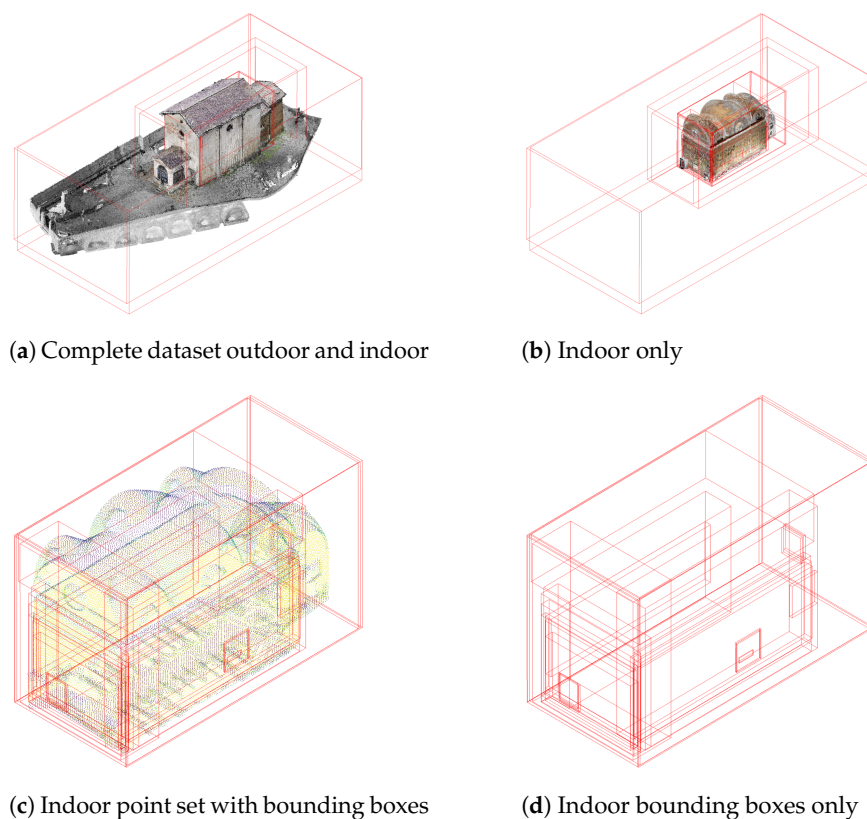 (a) Complete dataset outdoor and indoor
(b) Indoor only
(c) Indoor point set with bounding boxes
(d) Indoor bounding boxes only